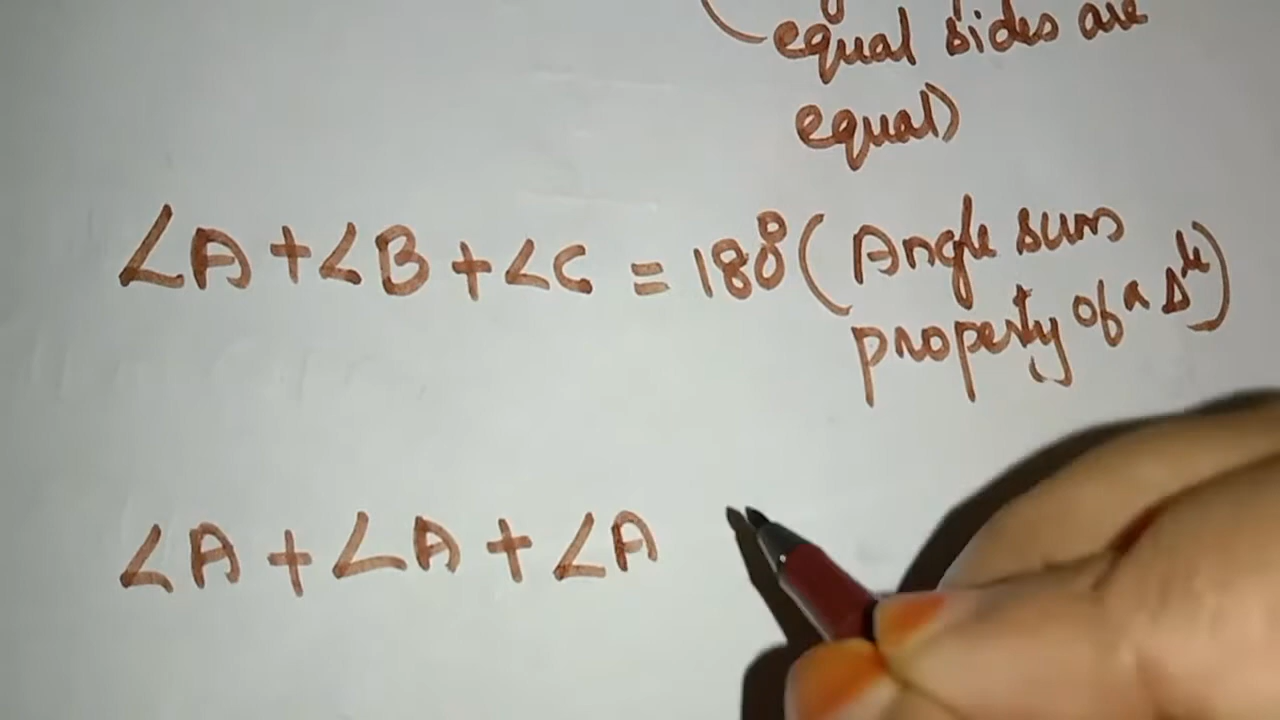 equal sides are
equal)
∠A+∠B+∠C = 180° (Angle sum
property of a Δle)
∠A+∠A+∠A